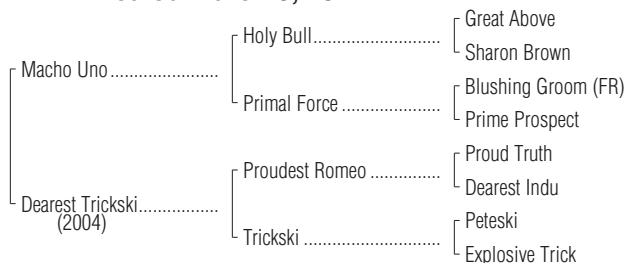 Holy Bull
Great Above
Sharon Brown
Macho Uno
Primal Force
Blushing Groom (FR)
Prime Prospect
Proudest Romeo
Proud Truth
Dearest Indu
Dearest Trickski
(2004)
Trickski
Peteski
Explosive Trick